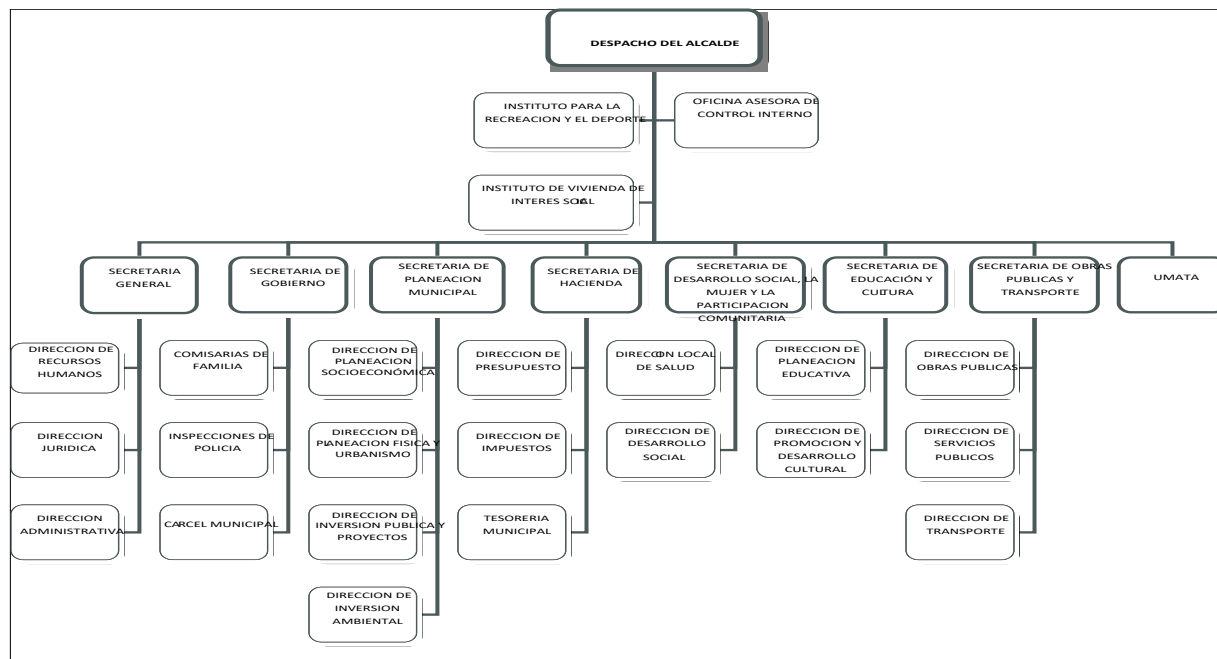 DESPACHO DEL ALCALDE
INSTITUTO PARA LA
RECREACION Y EL DEPORTE
OFICINA ASESORA DE
CONTROL INTERNO
INSTITUTO DE VIVIENDA DE
INTERES SOCIAL
SECRETARIA
GENERAL
SECRETARIA DE
GOBIERNO
SECRETARIA DE
PLANEACION
MUNICIPAL
SECRETARIA DE
HACIENDA
SECRETARIA DE
DESARROLLO SOCIAL, LA
MUJER Y LA
PARTICIPACION
COMUNITARIA
SECRETARIA DE
EDUCACIÓN Y
CULTURA
SECRETARIA DE OBRAS
PUBLICAS Y
TRANSPORTE
UMATA
DIRECCION DE
RECURSOS
HUMANOS
COMISARIAS DE
FAMILIA
DIRECCION DE
PLANEACION
SOCIOECONÓMICA
DIRECCION DE
PRESUPUESTO
DIRECCION LOCAL
DE SALUD
DIRECCION DE
PLANEACION
EDUCATIVA
DIRECCION DE
OBRAS PUBLICAS
DIRECCION
JURIDICA
INSPECCIONES DE
POLICIA
DIRECCION DE
PLANEACION FISICA Y
URBANISMO
DIRECCION DE
IMPUESTOS
DIRECCION DE
DESARROLLO
SOCIAL
DIRECCION DE
PROMOCION Y
DESARROLLO
CULTURAL
DIRECCION DE
SERVICIOS
PUBLICOS
DIRECCION
ADMINISTRATIVA
CARCEL MUNICIPAL
DIRECCION DE
INVERSION PUBLICA Y
PROYECTOS
TESORERIA
MUNICIPAL
DIRECCION DE
TRANSPORTE
DIRECCION DE
INVERSION
AMBIENTAL